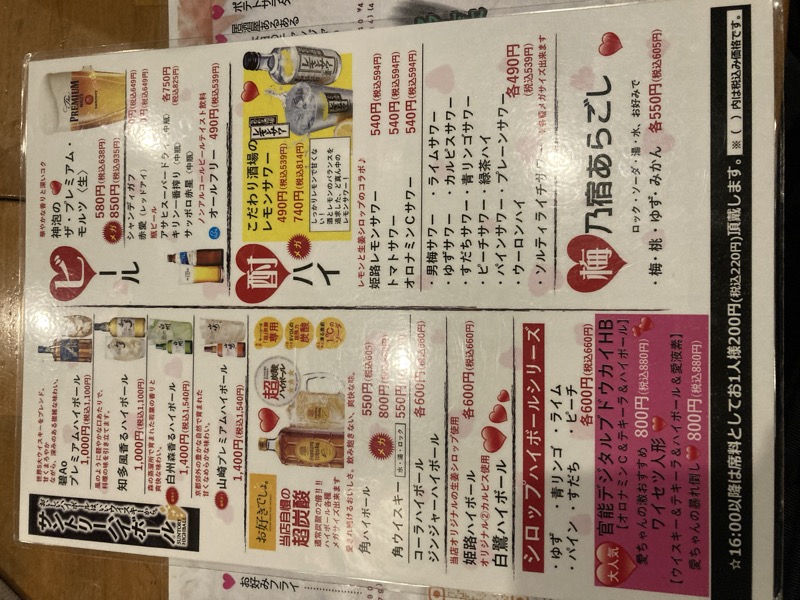 おいしいハイボールは、いいウイスキーから。
サントリーハイボール
SUNTORY HIGHBALL
世界5大ウイスキーをブレンド。
甘くまろやか
ながら、深みのある複雑な味わい。
碧Ao
プレミアムハイボール
1,000円(税込1,100円)
風のように軽やかな口あたりで、
料理の味を引き立てます。
知多風香るハイボール
1,000円(税込1,100円)
森の蒸溜所で育まれた若葉の香りと
爽快な味わい。
白州森香るハイボール
1,400円(税込1,540円)
京都郊外の豊かな自然で育まれた
甘くなめらかな味わい。
山崎プレミアムハイボール
1,400円(税込1,540円)
お好きでしょ。
当店自慢の
超炭酸
通常炭酸の2倍!!
ハイボール各種
メガサイズ出来ます
超炭酸
ハイボール
専用
炭酸
1℃の
ソーダ
愛され続けるおいしさ。飲み飽きない、爽快な味。
角ハイボール 550円(税込605)
メガ 800円
角ウイスキー 水・湯・ロック 550円
コーラハイボール 各600円(税込660円)
ジンジャーハイボール
当店オリジナルの生姜シロップ使用
姫路ハイボール 各600円(税込660円)
オリジナル②カルピス使用
白鷺ハイボール
シロップハイボールシリーズ
・ゆず ・青リンゴ ・ライム
・パイン ・すだち ・ピーチ
各600円(税込660円)
大人気
官能デジタルブドウカイHB
【オロナミンC&テキーラ&ハイボール】
愛ちゃんの激おすすめ 800円(税込880円)
ワイセツ人形
【ウイスキー&テキーラ&ハイボール&愛液素】
愛ちゃんの暴れ倒し 800円(税込880円)
ビール
華やかな香りと深いコク
神泡の
ザ・プレミアム・
モルツ〈生〉
580円(税込638円)
メガ 850円(税込935円)
The PREMIUM MALT'S
シャンディガフ 円(税込649円)
赤愛(レッドアイ) 円(税込649円)
瓶ビール
アサヒスーパードライ(中瓶) 各750円
キリン一番搾り(中瓶) (税込825円)
サッポロ赤星(中瓶)
ノンアルコールビールテイスト飲料
オールフリー 490円(税込539円)
酎ハイ
こだわり酒場の
レモンサワー
490円(税込539円)
メガ 740円(税込814円)
しっかりレモンで甘くない!
酒とレモンのバランスを
追求した、ど真ん中の
レモンサワー!
レモンと生姜シロップのコラボ♪
姫路レモンサワー 540円(税込594円)
トマトサワー 540円(税込594円)
オロナミンCサワー 540円(税込594円)
・男梅サワー ・ライムサワー
・ゆずサワー ・カルピスサワー
・すだちサワー ・青リンゴサワー
・ピーチサワー ・緑茶ハイ
・パインサワー ・プレーンサワー
・ウーロンハイ 各490円
(税込539円)
・ソルティライチサワー ※各種メガサイズ出来ます
梅乃宿あらごし
ロック・ソーダ・湯・水、お好みで
・梅・桃・ゆず・みかん 各550円(税込605円)
☆16:00以降は席料としてお1人様200円(税込220円)頂戴します。 ※( )内は税込み価格です。
お好みフライ
ポテトサラダ
居酒屋あるある